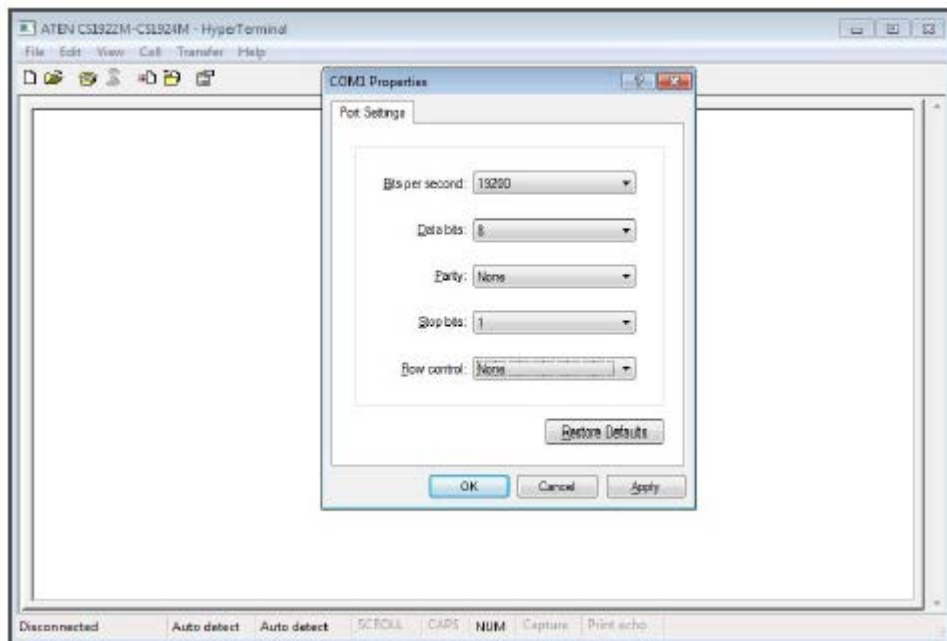 ATEN CS1922M-CS1924M - HyperTerminal
File Edit View Call Transfer Help
COM1 Properties
Port Settings
Bits per second: 19200
Data bits: 8
Parity: None
Stop bits: 1
Flow control: None
Restore Defaults
OK Cancel Apply
Disconnected Auto detect Auto detect SCROLL CAPS NUM Capture Print echo